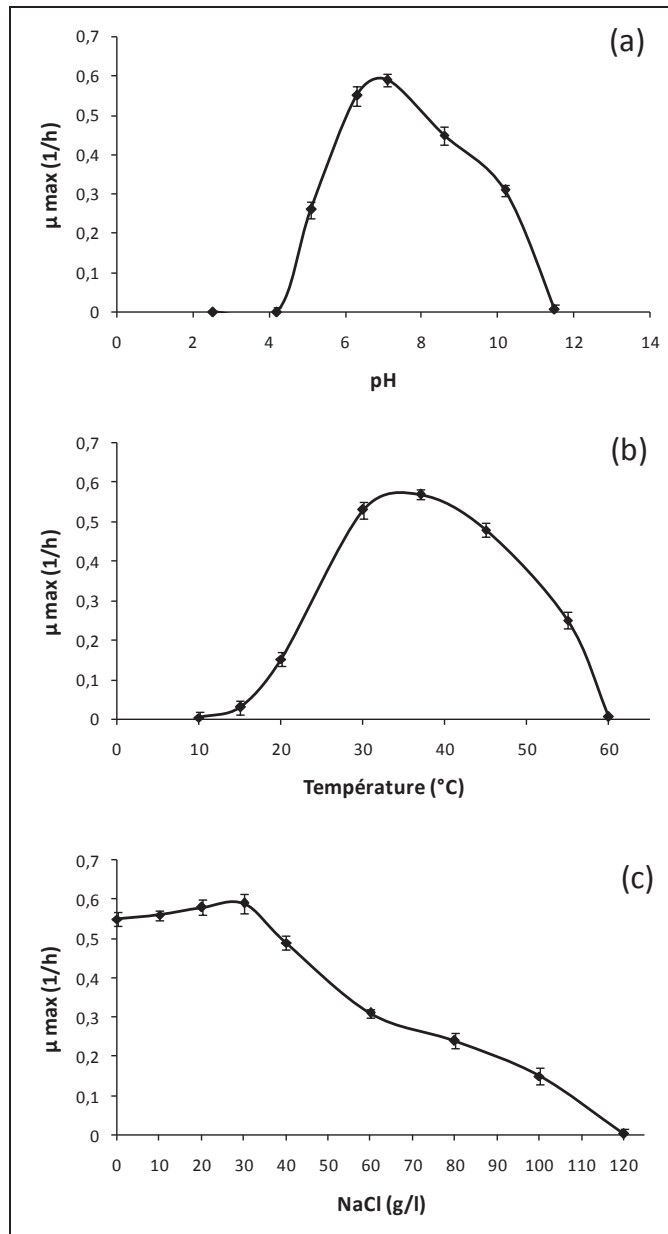 (a)
µ max (1/h)
0,7
0,6
0,5
0,4
0,3
0,2
0,1
0
0 2 4 6 8 10 12 14
pH
(b)
µ max (1/h)
0,7
0,6
0,5
0,4
0,3
0,2
0,1
0
0 10 20 30 40 50 60
Température (°C)
(c)
µ max (1/h)
0,7
0,6
0,5
0,4
0,3
0,2
0,1
0
0 10 20 30 40 50 60 70 80 90 100 110 120
NaCl (g/l)